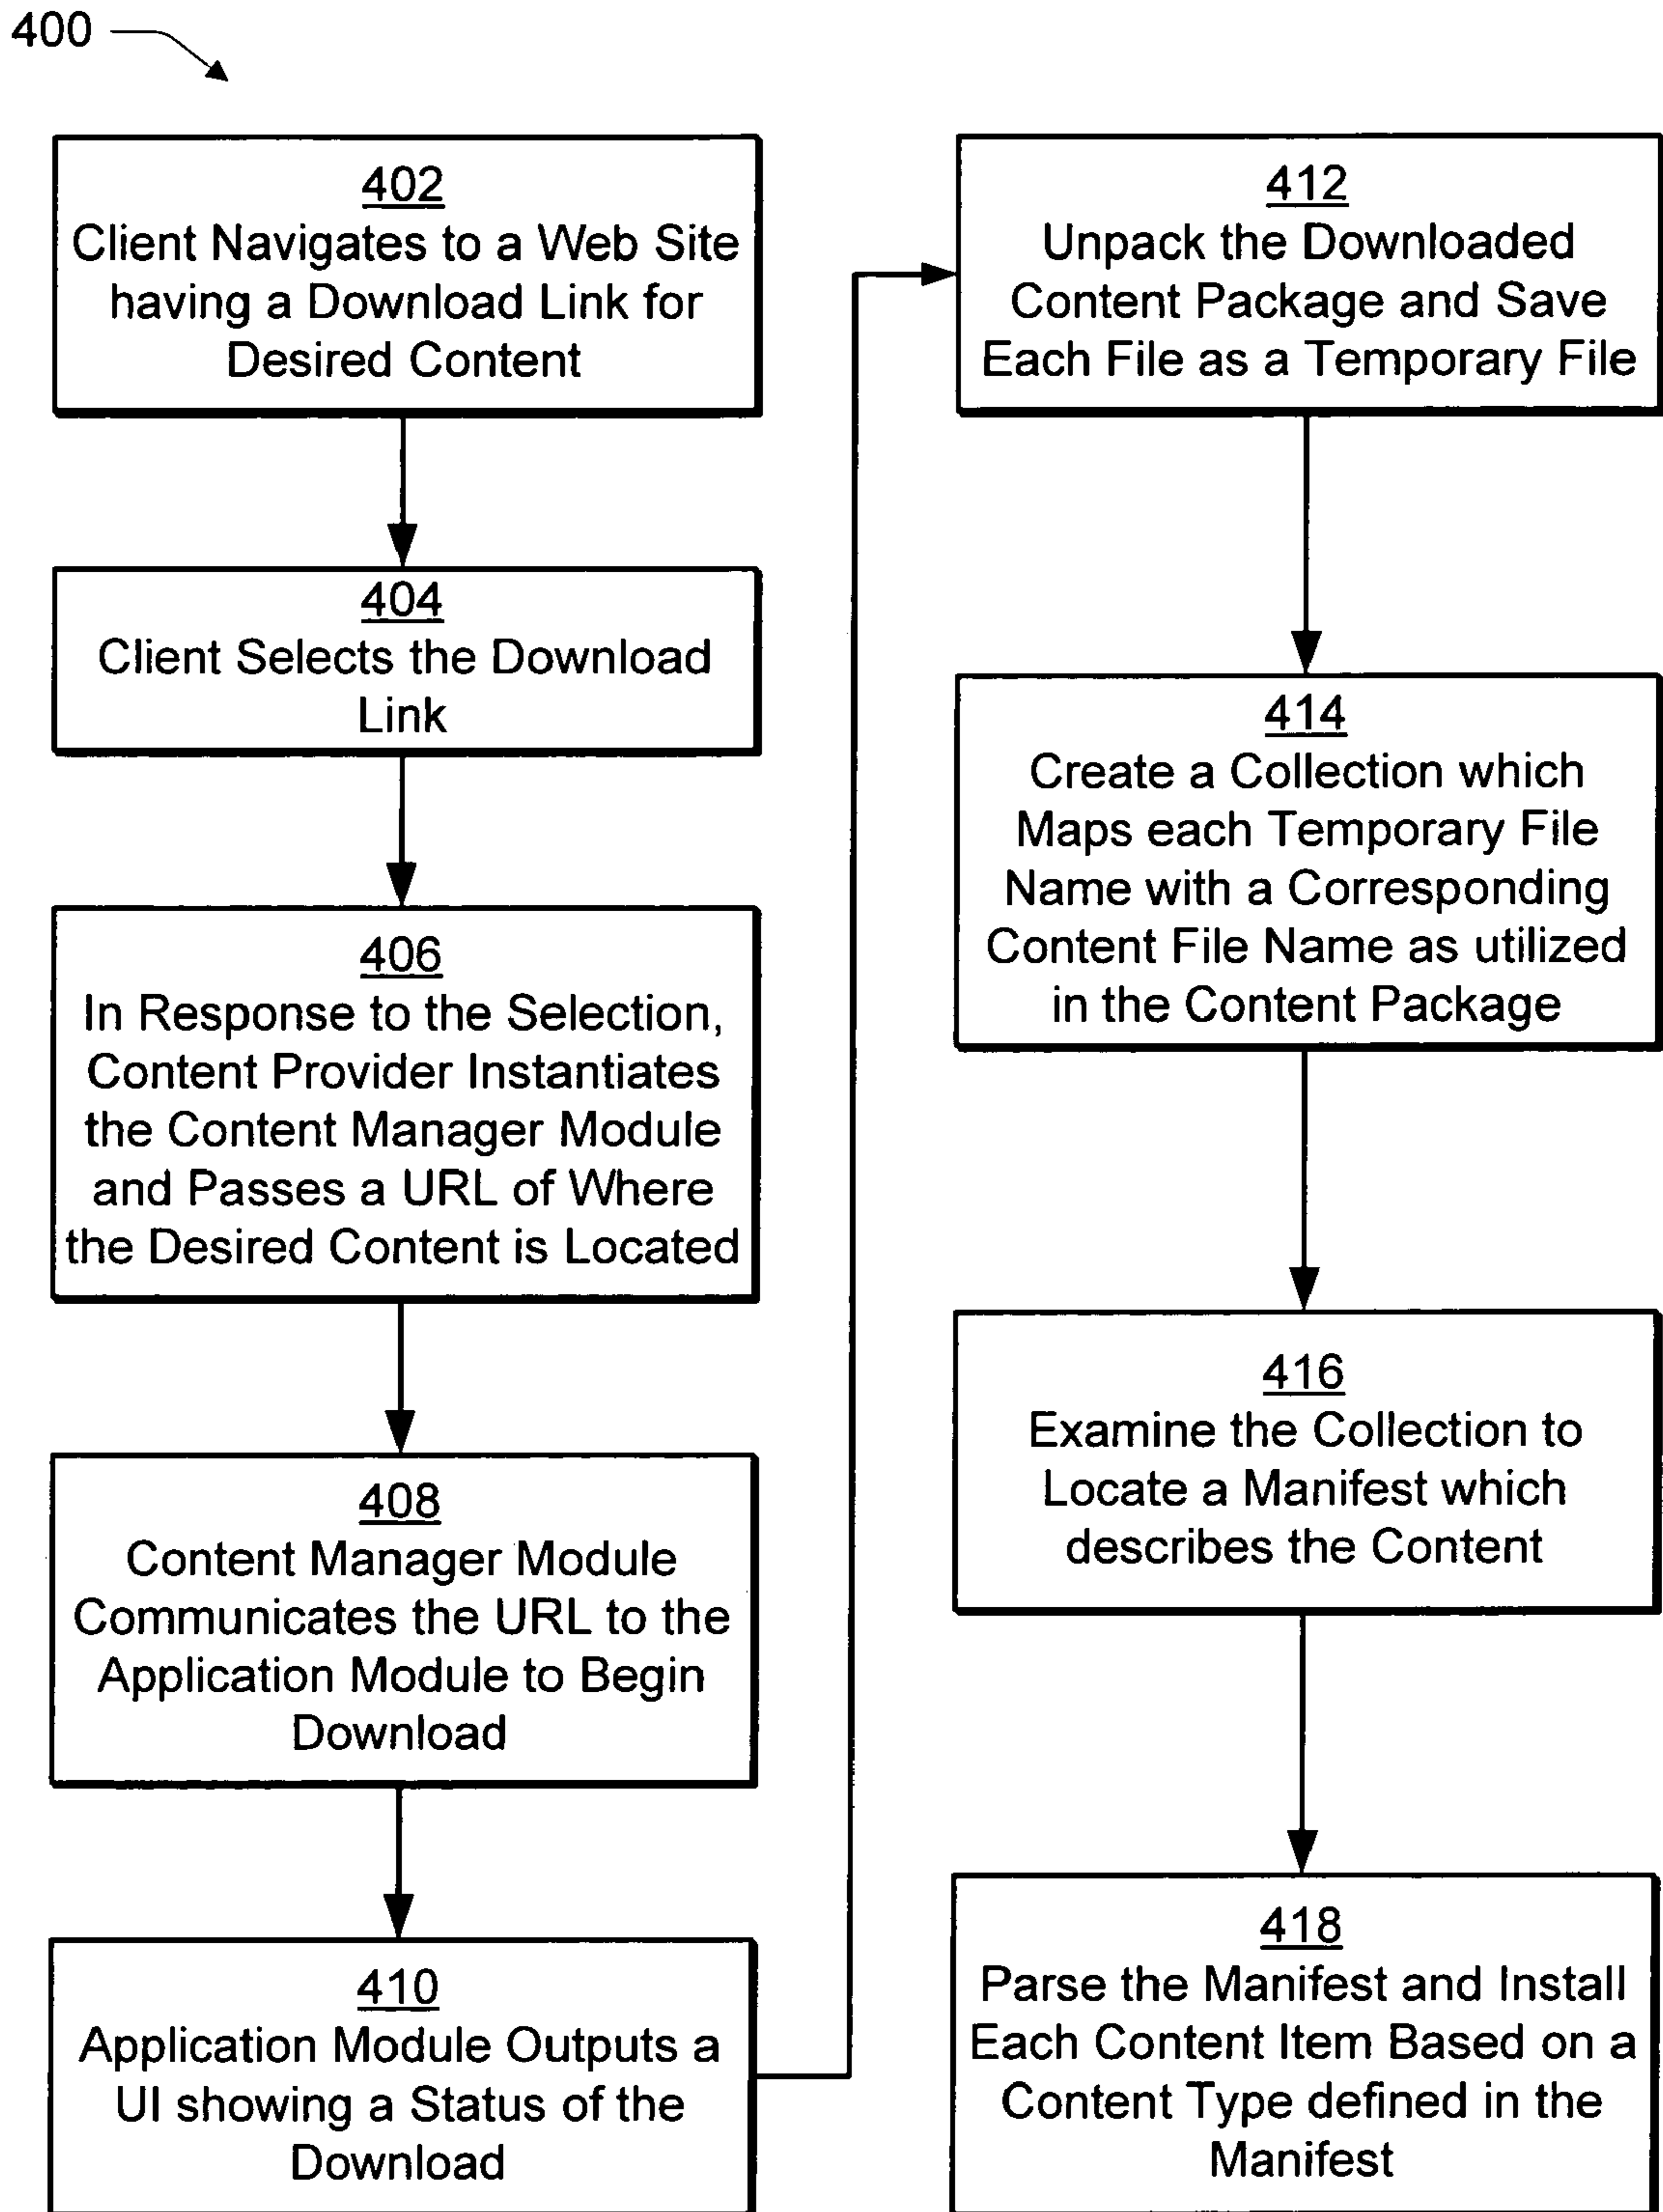 400
402
Client Navigates to a Web Site
having a Download Link for
Desired Content
404
Client Selects the Download
Link
406
In Response to the Selection,
Content Provider Instantiates
the Content Manager Module
and Passes a URL of Where
the Desired Content is Located
408
Content Manager Module
Communicates the URL to the
Application Module to Begin
Download
410
Application Module Outputs a
UI showing a Status of the
Download
412
Unpack the Downloaded
Content Package and Save
Each File as a Temporary File
414
Create a Collection which
Maps each Temporary File
Name with a Corresponding
Content File Name as utilized
in the Content Package
416
Examine the Collection to
Locate a Manifest which
describes the Content
418
Parse the Manifest and Install
Each Content Item Based on a
Content Type defined in the
Manifest